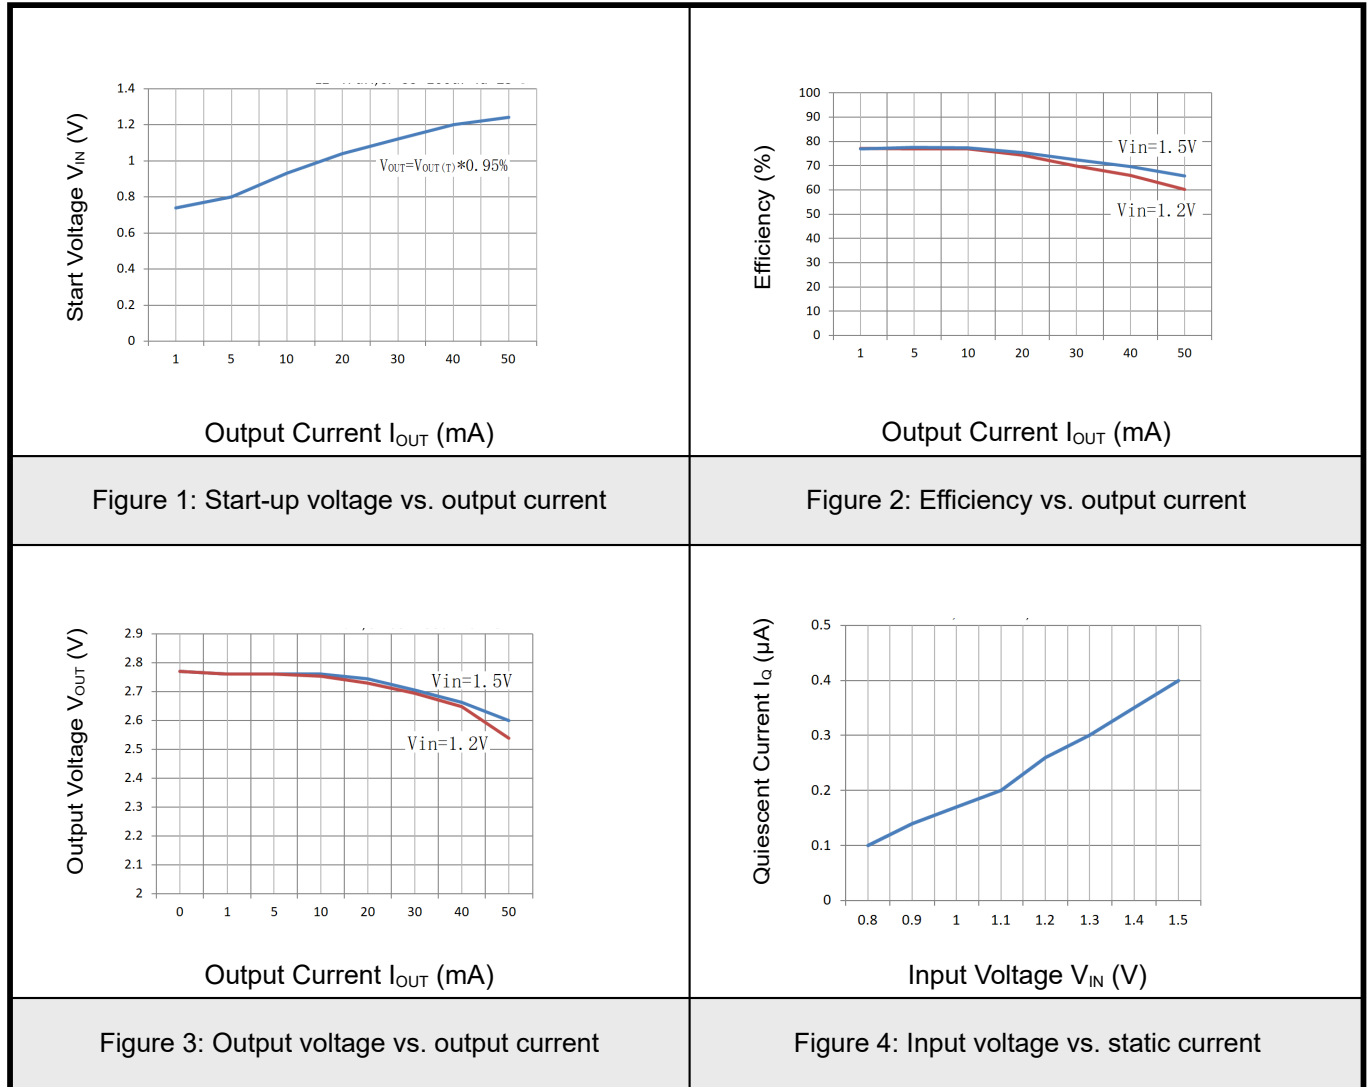 1.4
1.2
1
0.8
0.6
0.4
0.2
0
Start Voltage VIN (V)
VOUT=VOUT(T)*0.95%
1 5 10 20 30 40 50
Output Current IOUT (mA)
Figure 1: Start-up voltage vs. output current
100
90
80
70
60
50
40
30
20
10
0
Efficiency (%)
Vin=1.5V
Vin=1.2V
1 5 10 20 30 40 50
Output Current IOUT (mA)
Figure 2: Efficiency vs. output current
2.9
2.8
2.7
2.6
2.5
2.4
2.3
2.2
2.1
2
Output Voltage VOUT (V)
Vin=1.5V
Vin=1.2V
0 1 5 10 20 30 40 50
Output Current IOUT (mA)
Figure 3: Output voltage vs. output current
0.5
0.4
0.3
0.2
0.1
0
Quiescent Current IQ (µA)
0.8 0.9 1 1.1 1.2 1.3 1.4 1.5
Input Voltage VIN (V)
Figure 4: Input voltage vs. static current